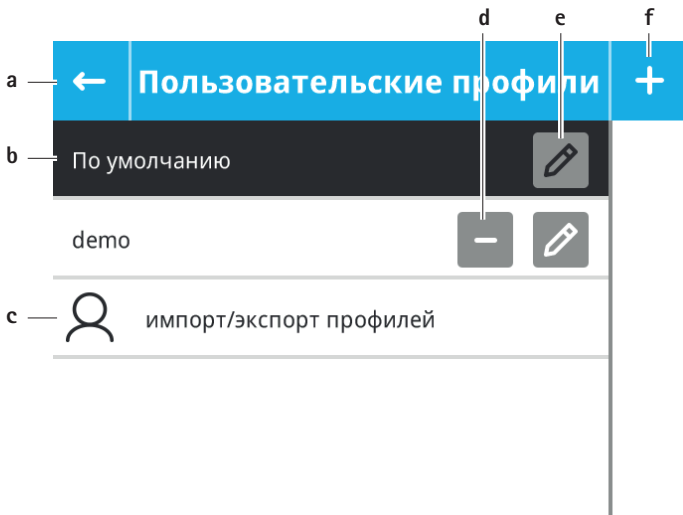 d e f
a Пользовательские профили
b По умолчанию
demo
c импорт/экспорт профилей